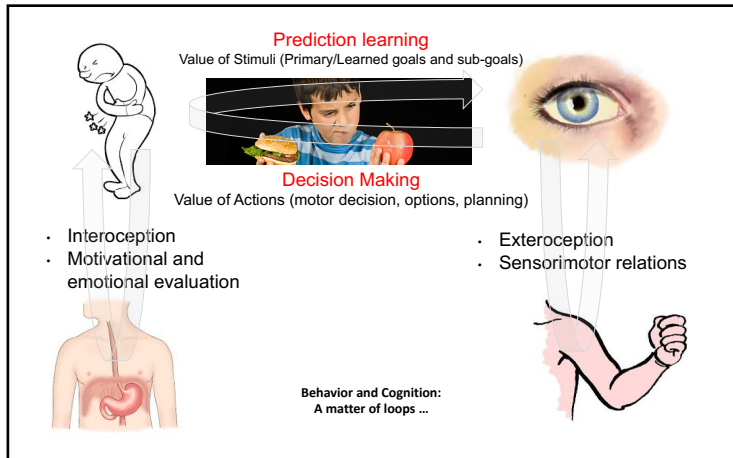 Prediction learning
Value of Stimuli (Primary/Learned goals and sub-goals)
Decision Making
Value of Actions (motor decision, options, planning)
• Interoception
• Motivational and
emotional evaluation
• Exteroception
• Sensorimotor relations
Behavior and Cognition:
A matter of loops …